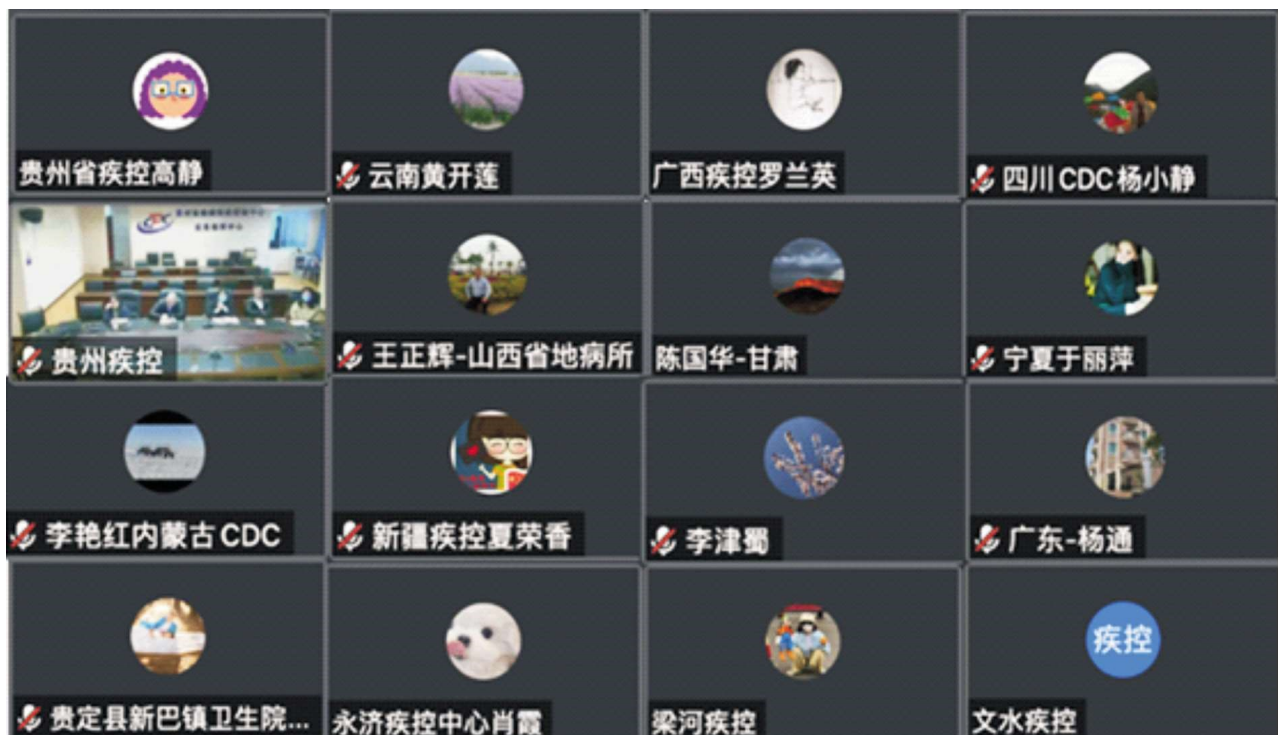 贵州省疾控高静
云南黄开莲
广西疾控罗兰英
四川CDC杨小静
贵州疾控
王正辉-山西省地病所
陈国华-甘肃
宁夏于丽萍
李艳红内蒙古CDC
新疆疾控夏荣香
李津蜀
广东-杨通
贵定县新巴镇卫生院...
永济疾控中心肖霞
梁河疾控
疾控
文水疾控